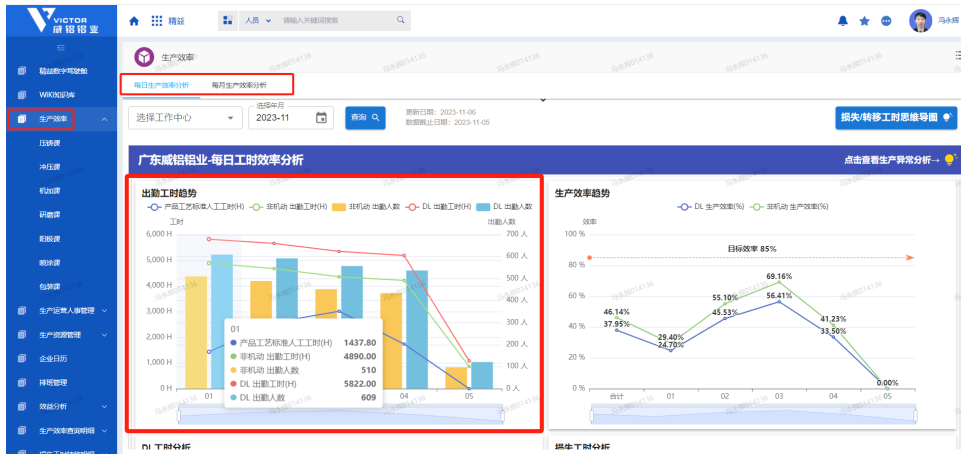 VICTOR
威铝铝业
精益
人员
请输入关键词搜索
冯永辉
精益数字驾驶舱
WIKI知识库
生产效率
压铸课
冲压课
机加课
研磨课
阳极课
喷涂课
包装课
生产运营人事管理
生产资源管理
企业日历
排班管理
效益分析
生产效率查询明细
生产效率
每日生产效率分析
每月生产效率分析
选择工作中心
选择年月
2023-11
查询
更新日期：2023-11-06
数据截止日期：2023-11-05
损失/转移工时思维导图
广东威铝铝业-每日工时效率分析
点击查看生产异常分析→
出勤工时趋势
产品工艺标准人工工时(H)
非机动 出勤工时(H)
非机动 出勤人数
DL 出勤工时(H)
DL 出勤人数
工时
出勤人数
6,000 H
5,000 H
4,000 H
3,000 H
2,000 H
1,000 H
0 H
700 人
600 人
500 人
400 人
300 人
200 人
100 人
0 人
01
04
05
01
产品工艺标准人工工时(H) 1437.80
非机动 出勤工时(H) 4890.00
非机动 出勤人数 510
DL 出勤工时(H) 5822.00
DL 出勤人数 609
生产效率趋势
DL 生产效率(%)
非机动 生产效率(%)
效率
100 %
80 %
60 %
40 %
20 %
0 %
目标效率 85%
46.14%
37.95%
29.40%
24.70%
55.10%
45.53%
69.16%
56.41%
41.23%
33.50%
0.00%
合计
01
02
03
04
05
DL 工时分析
损失工时分析